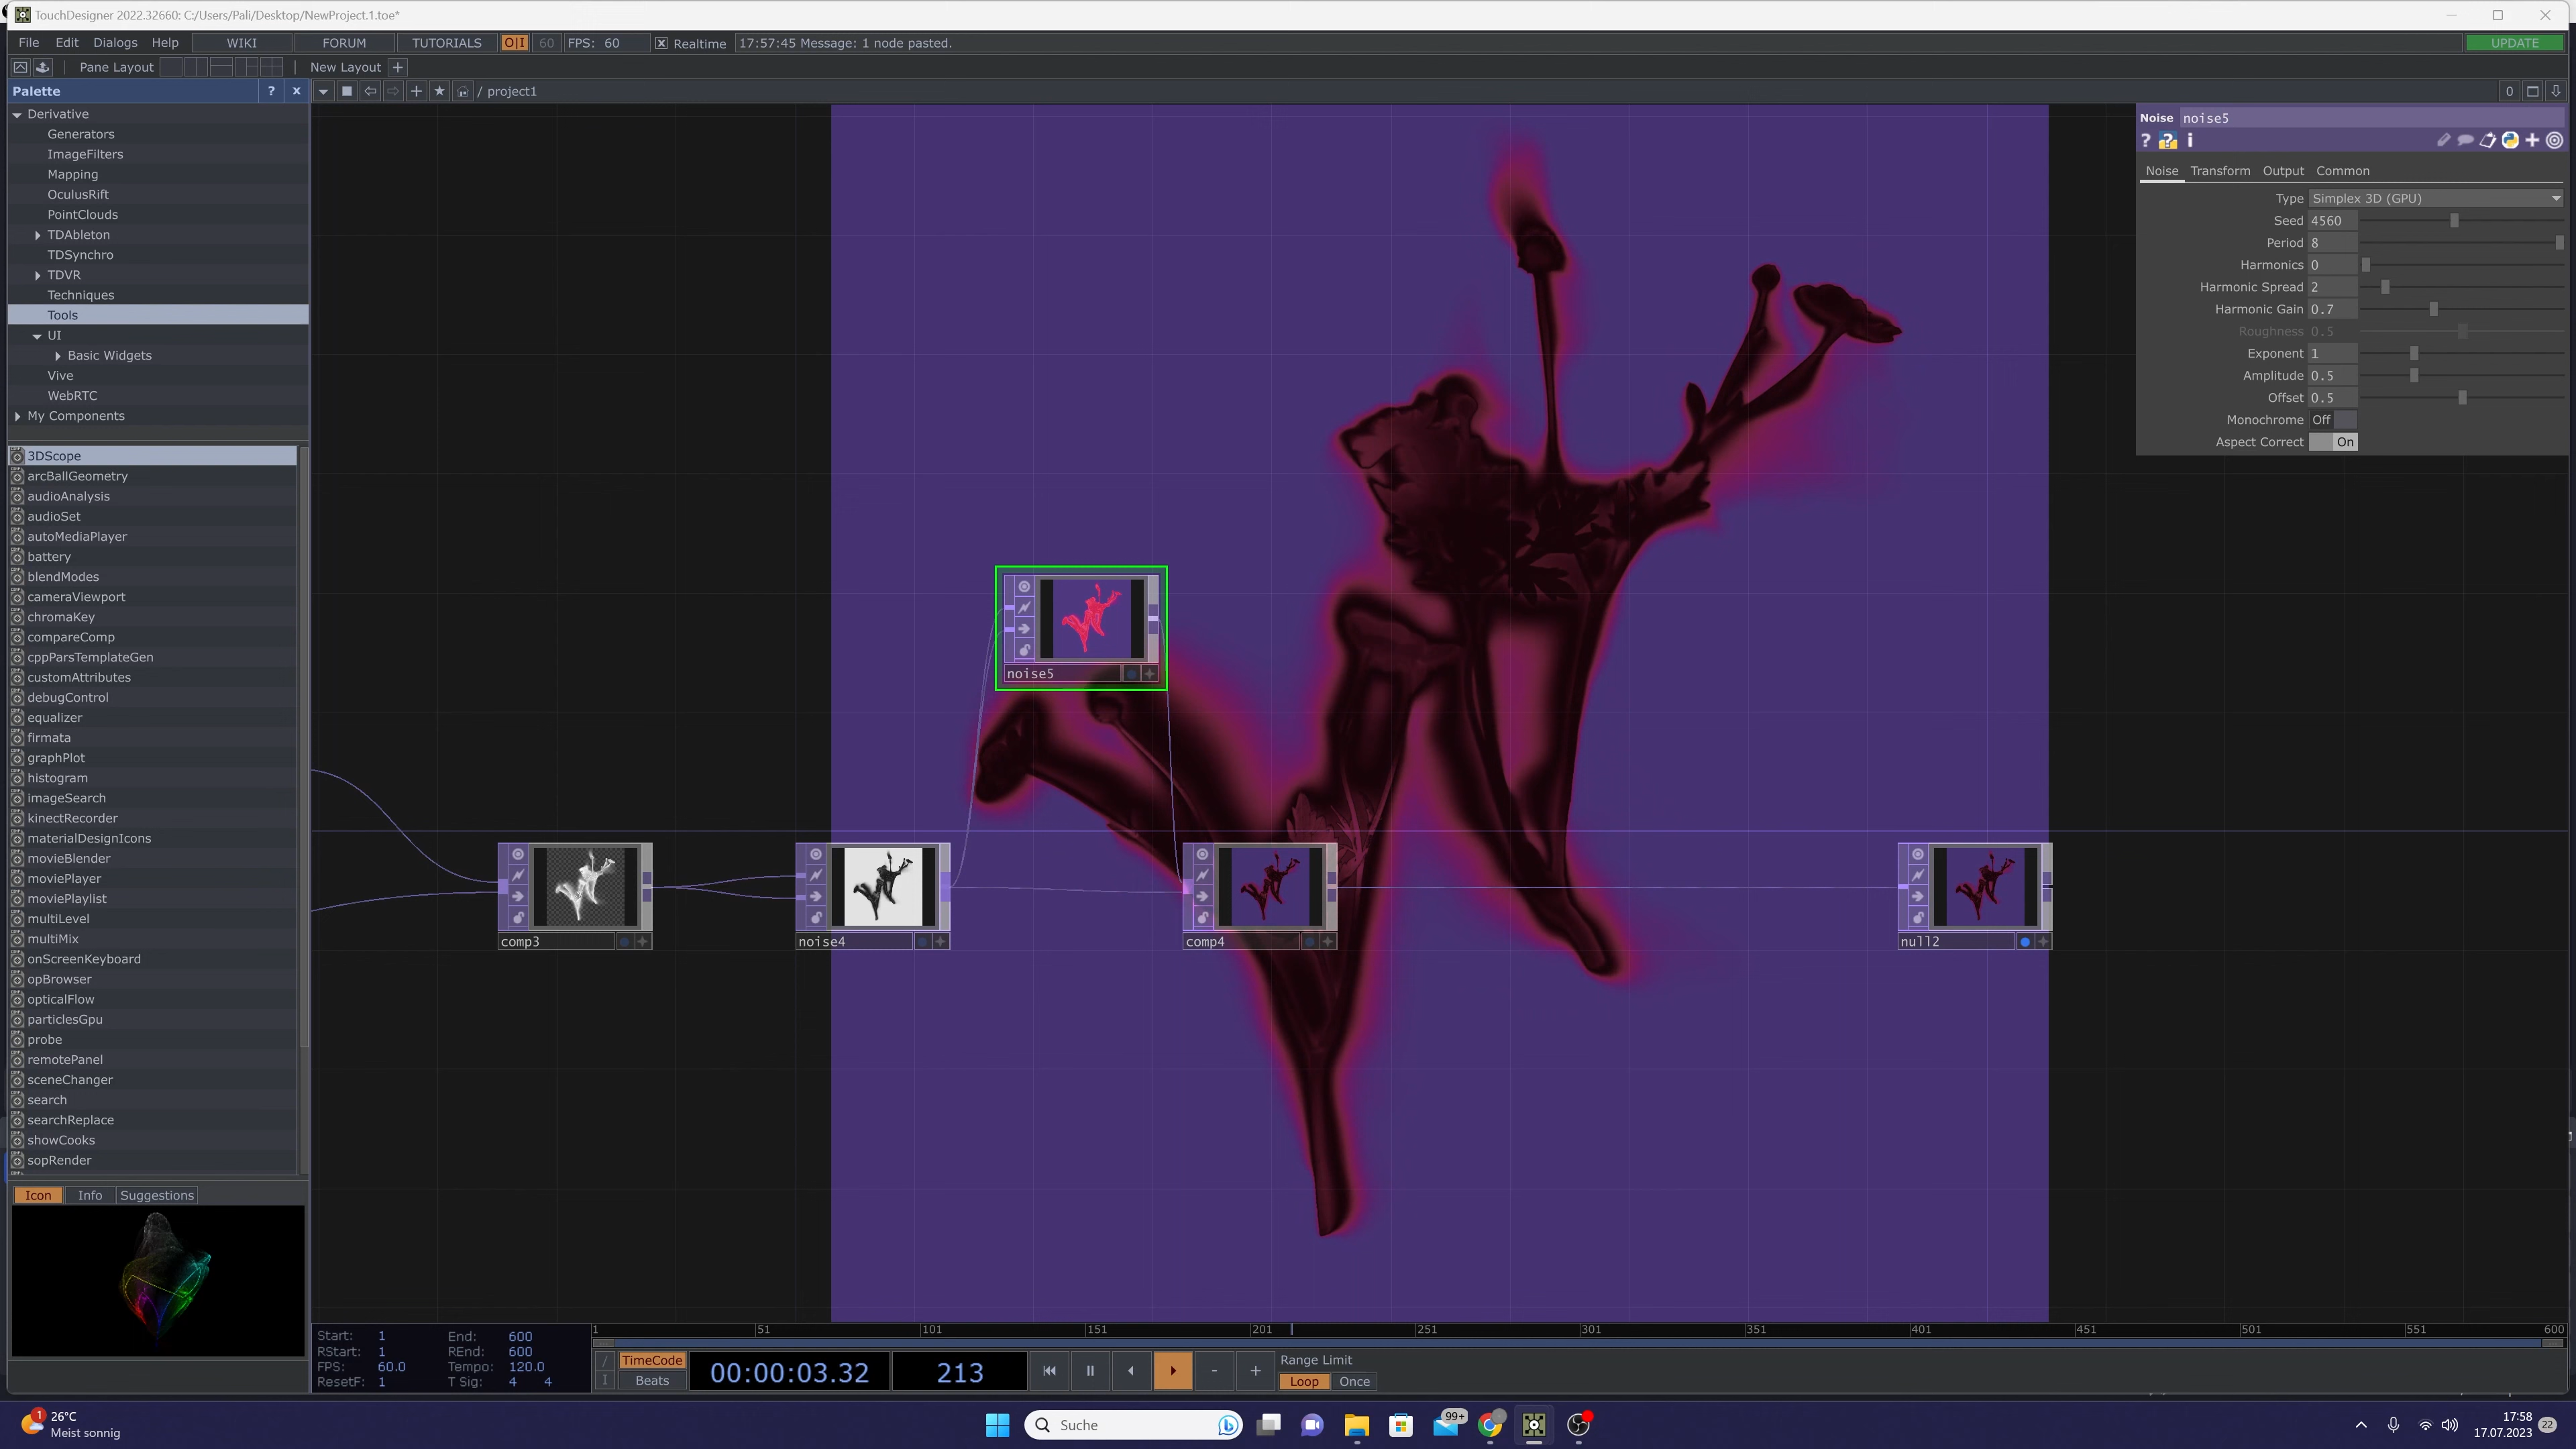 TouchDesigner 2022.32660: C:/Users/Pali/Desktop/NewProject.1.toe*
File Edit Dialogs Help WIKI FORUM TUTORIALS O|I 60 FPS: 60 Realtime 17:57:45 Message: 1 node pasted. UPDATE
Pane Layout New Layout +
Palette ? x / project1 0
Derivative
Generators
ImageFilters
Mapping
OculusRift
PointClouds
TDAbleton
TDSynchro
TDVR
Techniques
Tools
UI
Basic Widgets
Vive
WebRTC
My Components
3DScope
arcBallGeometry
audioAnalysis
audioSet
autoMediaPlayer
battery
blendModes
cameraViewport
chromaKey
compareComp
cppParsTemplateGen
customAttributes
debugControl
equalizer
firmata
graphPlot
histogram
imageSearch
kinectRecorder
materialDesignIcons
movieBlender
moviePlayer
moviePlaylist
multiLevel
multiMix
onScreenKeyboard
opBrowser
opticalFlow
particlesGpu
probe
remotePanel
sceneChanger
search
searchReplace
showCooks
sopRender
Icon Info Suggestions
noise5
comp3
noise4
comp4
null2
Noise noise5
? ? i
Noise Transform Output Common
Type Simplex 3D (GPU)
Seed 4560
Period 8
Harmonics 0
Harmonic Spread 2
Harmonic Gain 0.7
Roughness 0.5
Exponent 1
Amplitude 0.5
Offset 0.5
Monochrome Off
Aspect Correct On
1 51 101 151 201 251 301 351 401 451 501 551 600
Start: 1 End: 600
RStart: 1 REnd: 600
FPS: 60.0 Tempo: 120.0
ResetF: 1 T Sig: 4 4
/
I
TimeCode
Beats
00:00:03.32 213
- +
Range Limit
Loop Once
1
26°C
Meist sonnig
Suche
99+
17:58
17.07.2023
22